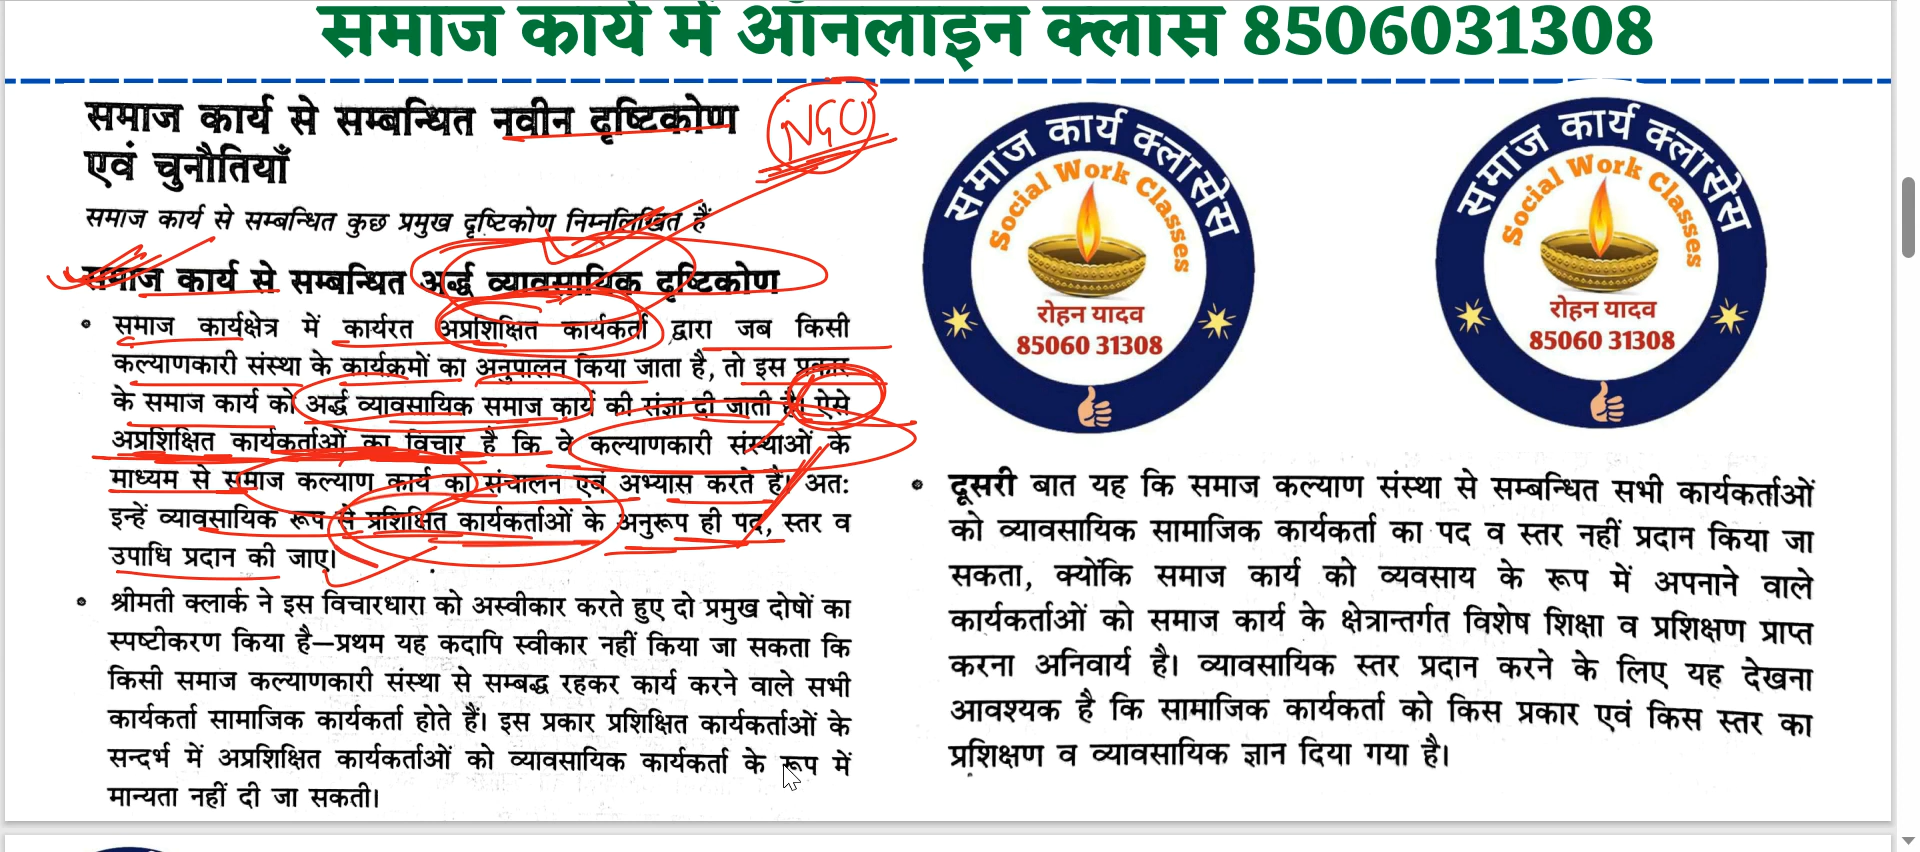 समाज कार्य में ऑनलाइन क्लास 8506031308
समाज कार्य से सम्बन्धित नवीन दृष्टिकोण
एवं चुनौतियाँ
NGO
समाज कार्य से सम्बन्धित कुछ प्रमुख दृष्टिकोण निम्नलिखित हैं
समाज कार्य से सम्बन्धित अर्द्ध व्यावसायिक दृष्टिकोण
• समाज कार्यक्षेत्र में कार्यरत अप्रशिक्षित कार्यकर्ता द्वारा जब किसी
कल्याणकारी संस्था के कार्यक्रमों का अनुपालन किया जाता है, तो इस प्रकार
के समाज कार्य को अर्द्ध व्यावसायिक समाज कार्य की संज्ञा दी जाती है। ऐसे
अप्रशिक्षित कार्यकर्ताओं का विचार है कि वे कल्याणकारी संस्थाओं के
माध्यम से समाज कल्याण कार्य का संचालन एवं अभ्यास करते हैं। अतः
इन्हें व्यावसायिक रूप से प्रशिक्षित कार्यकर्ताओं के अनुरूप ही पद, स्तर व
उपाधि प्रदान की जाए।
• श्रीमती क्लार्क ने इस विचारधारा को अस्वीकार करते हुए दो प्रमुख दोषों का
स्पष्टीकरण किया है—प्रथम यह कदापि स्वीकार नहीं किया जा सकता कि
किसी समाज कल्याणकारी संस्था से सम्बद्ध रहकर कार्य करने वाले सभी
कार्यकर्ता सामाजिक कार्यकर्ता होते हैं। इस प्रकार प्रशिक्षित कार्यकर्ताओं के
सन्दर्भ में अप्रशिक्षित कार्यकर्ताओं को व्यावसायिक कार्यकर्ता के रूप में
मान्यता नहीं दी जा सकती।
समाज कार्य क्लासेस
Social Work Classes
रोहन यादव
85060 31308
समाज कार्य क्लासेस
Social Work Classes
रोहन यादव
85060 31308
• दूसरी बात यह कि समाज कल्याण संस्था से सम्बन्धित सभी कार्यकर्ताओं
को व्यावसायिक सामाजिक कार्यकर्ता का पद व स्तर नहीं प्रदान किया जा
सकता, क्योंकि समाज कार्य को व्यवसाय के रूप में अपनाने वाले
कार्यकर्ताओं को समाज कार्य के क्षेत्रान्तर्गत विशेष शिक्षा व प्रशिक्षण प्राप्त
करना अनिवार्य है। व्यावसायिक स्तर प्रदान करने के लिए यह देखना
आवश्यक है कि सामाजिक कार्यकर्ता को किस प्रकार एवं किस स्तर का
प्रशिक्षण व व्यावसायिक ज्ञान दिया गया है।